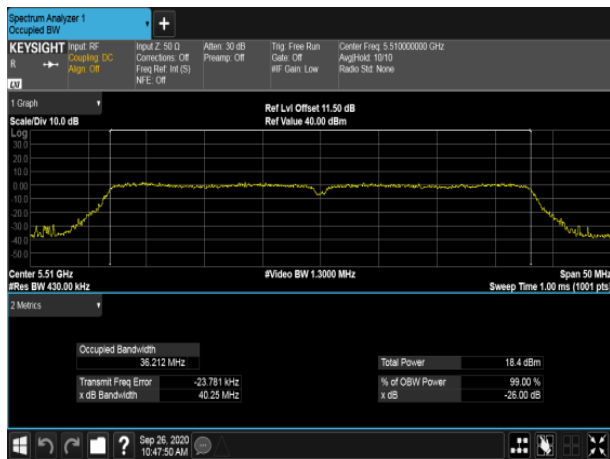 Spectrum Analyzer 1
Occupied BW
KEYSIGHT
R
LXI
Input: RF
Coupling: DC
Align: Off
Input Z: 50 Ω
Corrections: Off
Freq Ref: Int (S)
NFE: Off
Atten: 30 dB
Preamp: Off
Trig: Free Run
Gate: Off
#IF Gain: Low
Center Freq: 5.510000000 GHz
Avg|Hold: 10/10
Radio Std: None
1 Graph
Scale/Div 10.0 dB
Ref Lvl Offset 11.50 dB
Ref Value 40.00 dBm
Log
30.0
20.0
10.0
0.00
-10.0
-20.0
-30.0
-40.0
-50.0
Center 5.51 GHz
#Res BW 430.00 kHz
#Video BW 1.3000 MHz
Span 50 MHz
Sweep Time 1.00 ms (1001 pts)
2 Metrics
Occupied Bandwidth
36.212 MHz
Transmit Freq Error -23.781 kHz
x dB Bandwidth 40.25 MHz
Total Power 18.4 dBm
% of OBW Power 99.00 %
x dB -26.00 dB
Sep 26, 2020
10:47:50 AM